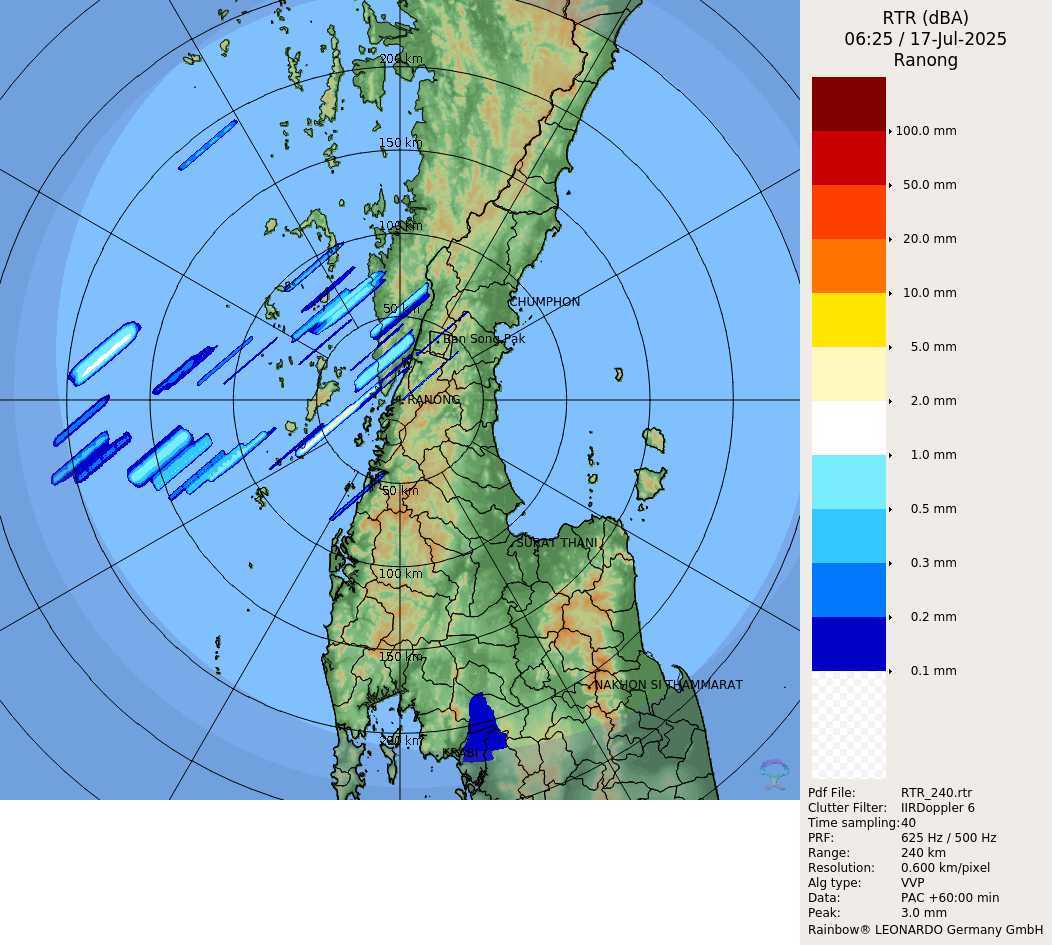 RTR (dBA)
06:25 / 17-Jul-2025
Ranong
100.0 mm
50.0 mm
20.0 mm
10.0 mm
5.0 mm
2.0 mm
1.0 mm
0.5 mm
0.3 mm
0.2 mm
0.1 mm
200 km
150 km
100 km
50 km
CHUMPHON
Ban Song Pak
RANONG
50 km
SURAT THANI
100 km
150 km
NAKHON SI THAMMARAT
200 km
KRABI
Pdf File: RTR_240.rtr
Clutter Filter: IIRDoppler 6
Time sampling: 40
PRF: 625 Hz / 500 Hz
Range: 240 km
Resolution: 0.600 km/pixel
Alg type: VVP
Data: PAC +60:00 min
Peak: 3.0 mm
Rainbow® LEONARDO Germany GmbH